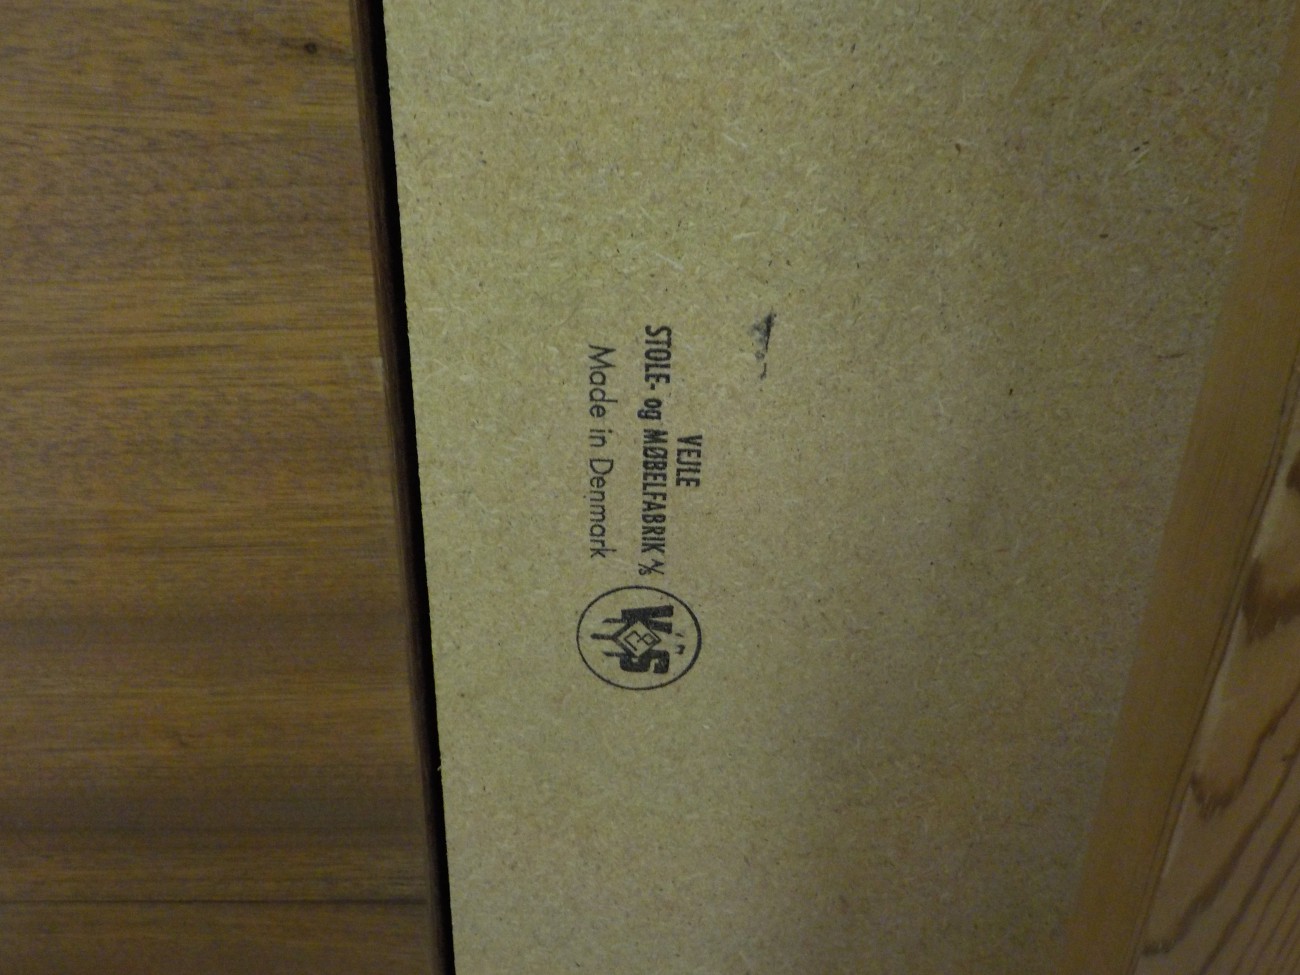 VEJLE
STOLE- og MØBELFABRIK A/S
Made in Denmark
V&S